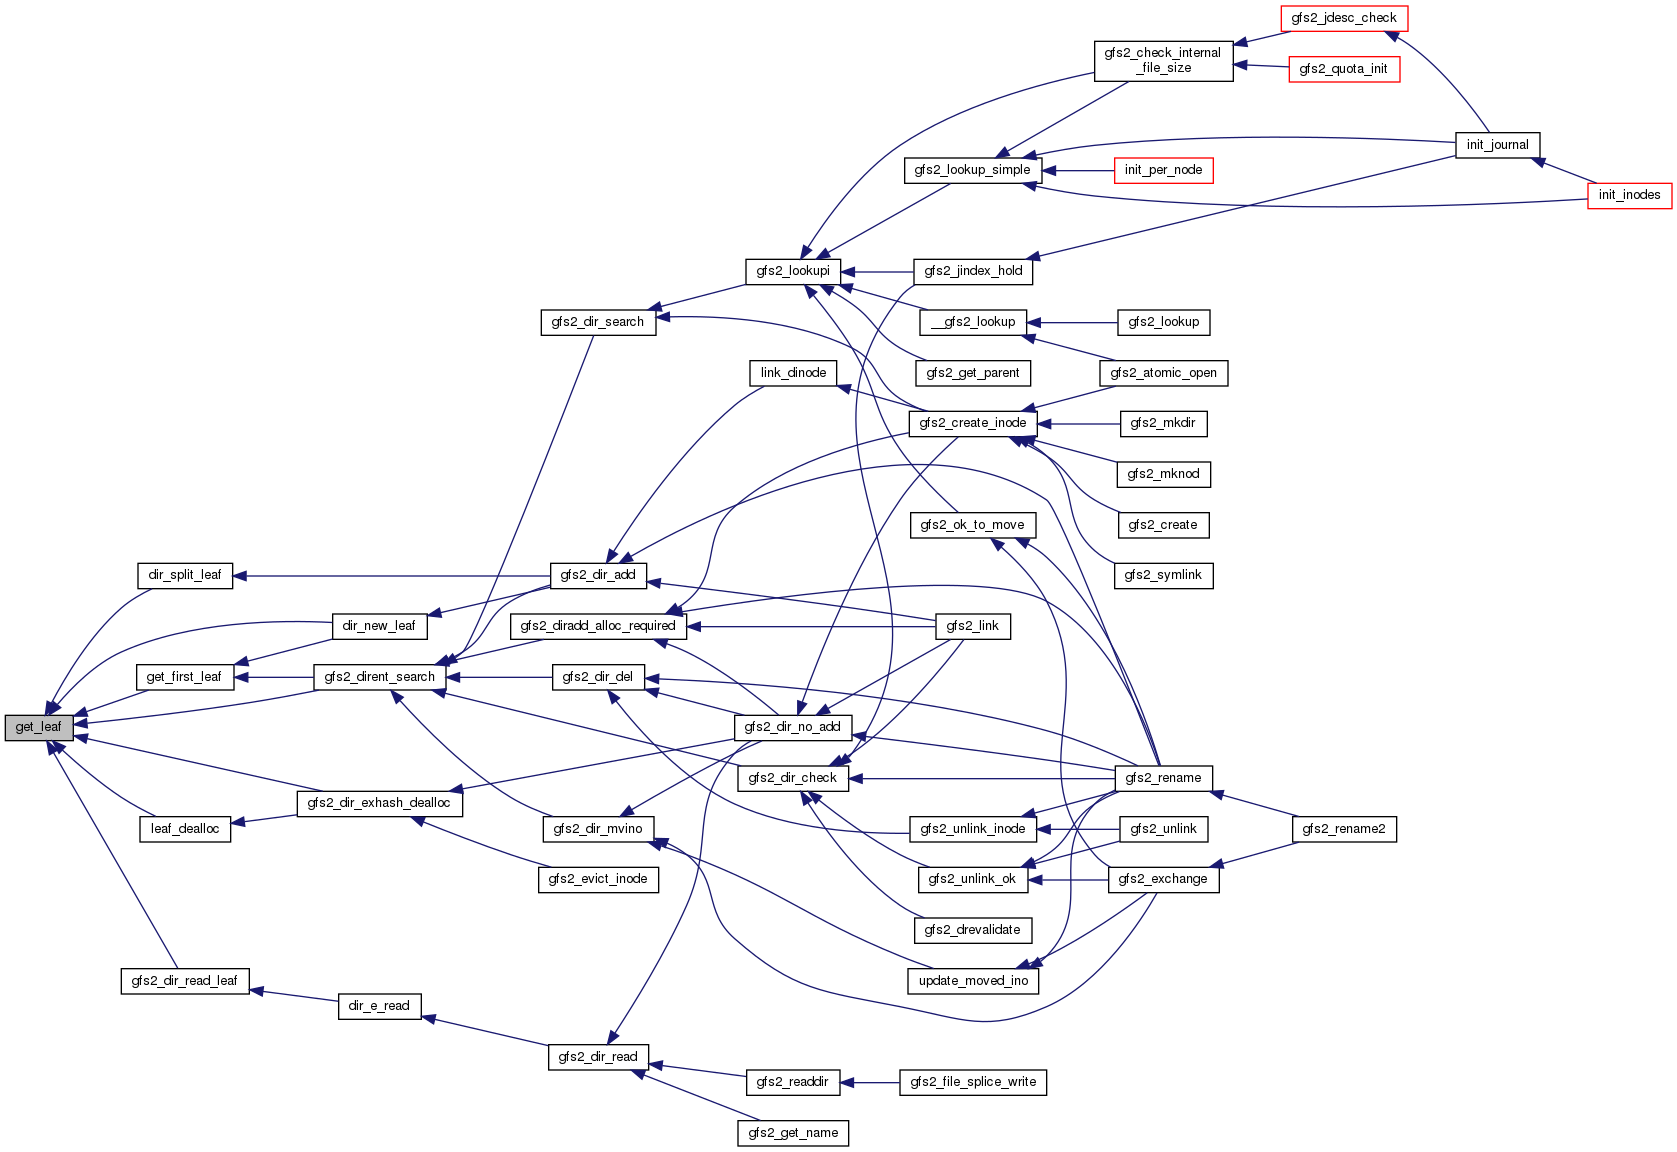 gfs2_jdesc_check
gfs2_check_internal
_file_size
gfs2_quota_init
init_journal
gfs2_lookup_simple
init_per_node
init_inodes
gfs2_lookupi
gfs2_jindex_hold
gfs2_dir_search
__gfs2_lookup
gfs2_lookup
link_dinode
gfs2_get_parent
gfs2_atomic_open
gfs2_create_inode
gfs2_mkdir
gfs2_mknod
gfs2_ok_to_move
gfs2_create
dir_split_leaf
gfs2_dir_add
gfs2_symlink
dir_new_leaf
gfs2_diradd_alloc_required
gfs2_link
get_first_leaf
gfs2_dirent_search
gfs2_dir_del
get_leaf
gfs2_dir_no_add
gfs2_dir_check
gfs2_rename
gfs2_dir_exhash_dealloc
leaf_dealloc
gfs2_dir_mvino
gfs2_unlink_inode
gfs2_unlink
gfs2_rename2
gfs2_evict_inode
gfs2_unlink_ok
gfs2_exchange
gfs2_drevalidate
gfs2_dir_read_leaf
update_moved_ino
dir_e_read
gfs2_dir_read
gfs2_readdir
gfs2_file_splice_write
gfs2_get_name